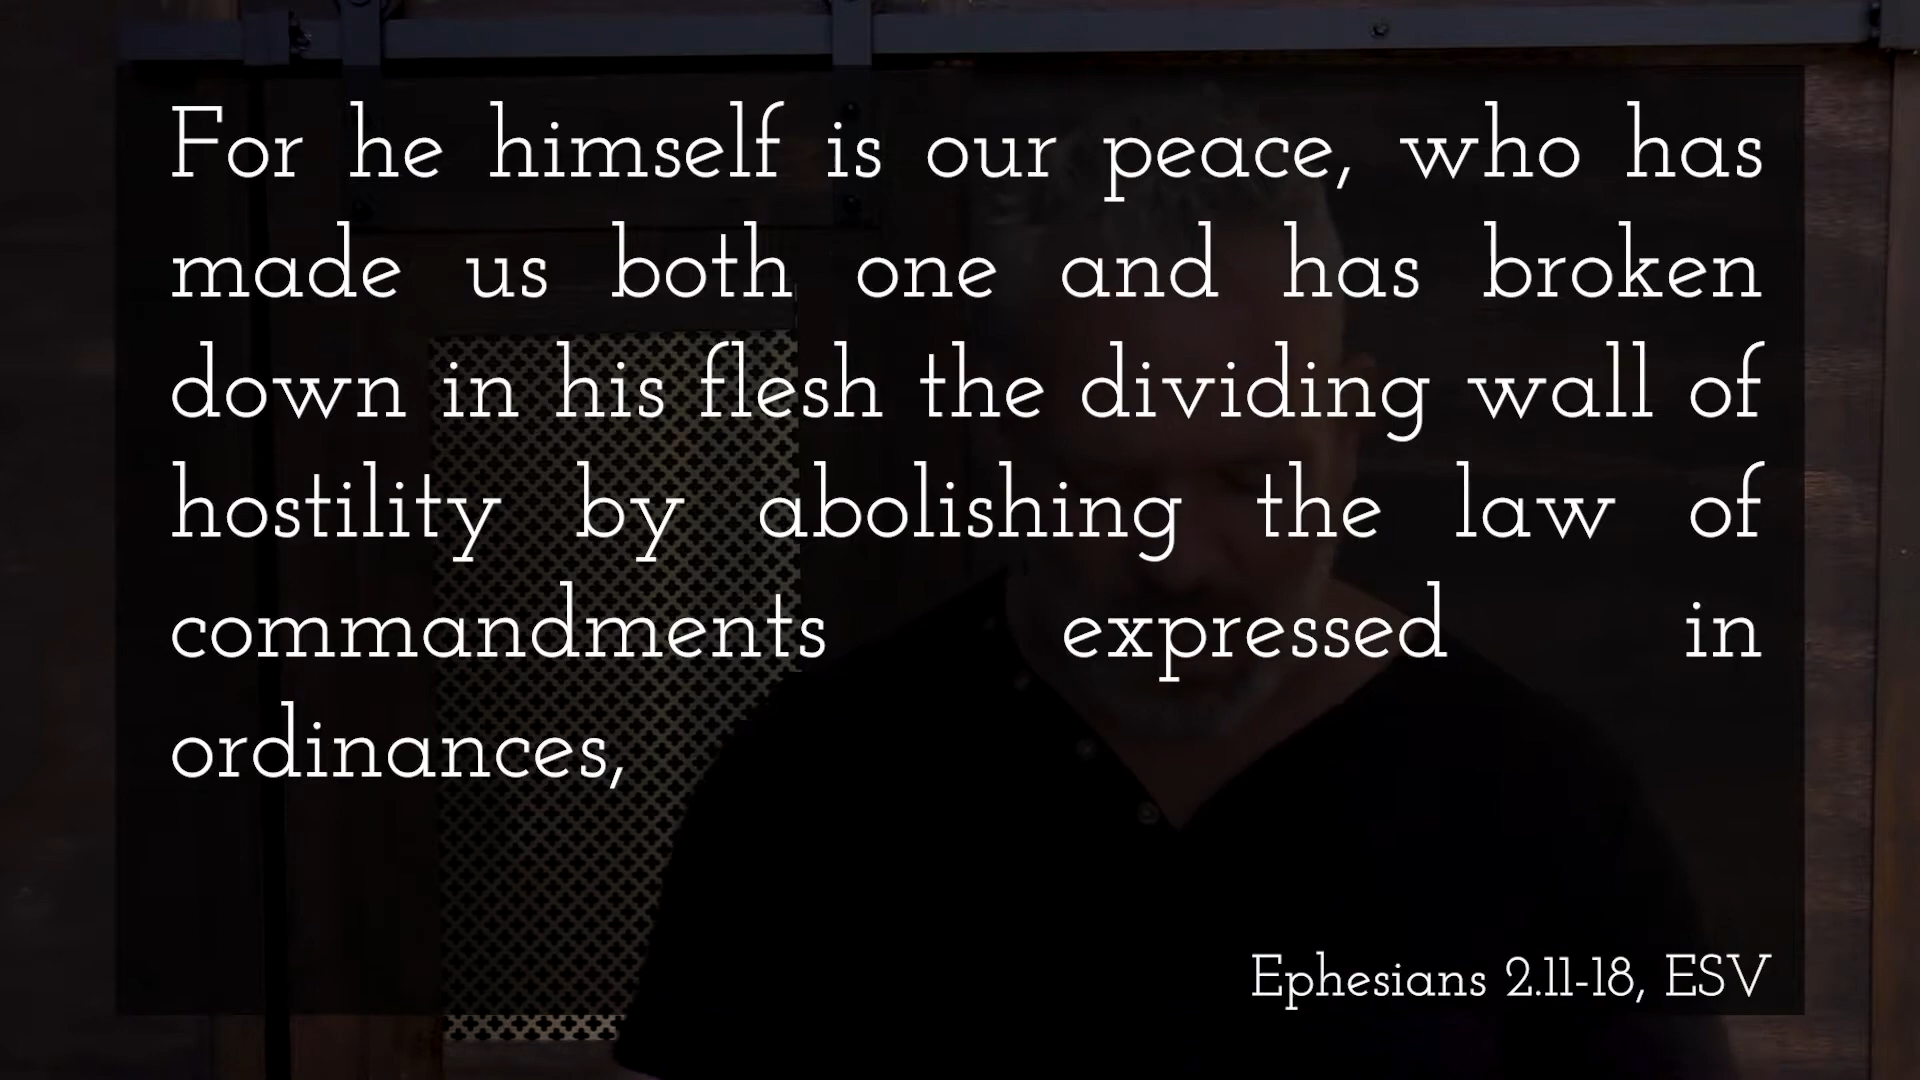 For he himself is our peace, who has
made us both one and has broken
down in his flesh the dividing wall of
hostility by abolishing the law of
commandments expressed in
ordinances,
Ephesians 2.11-18, ESV